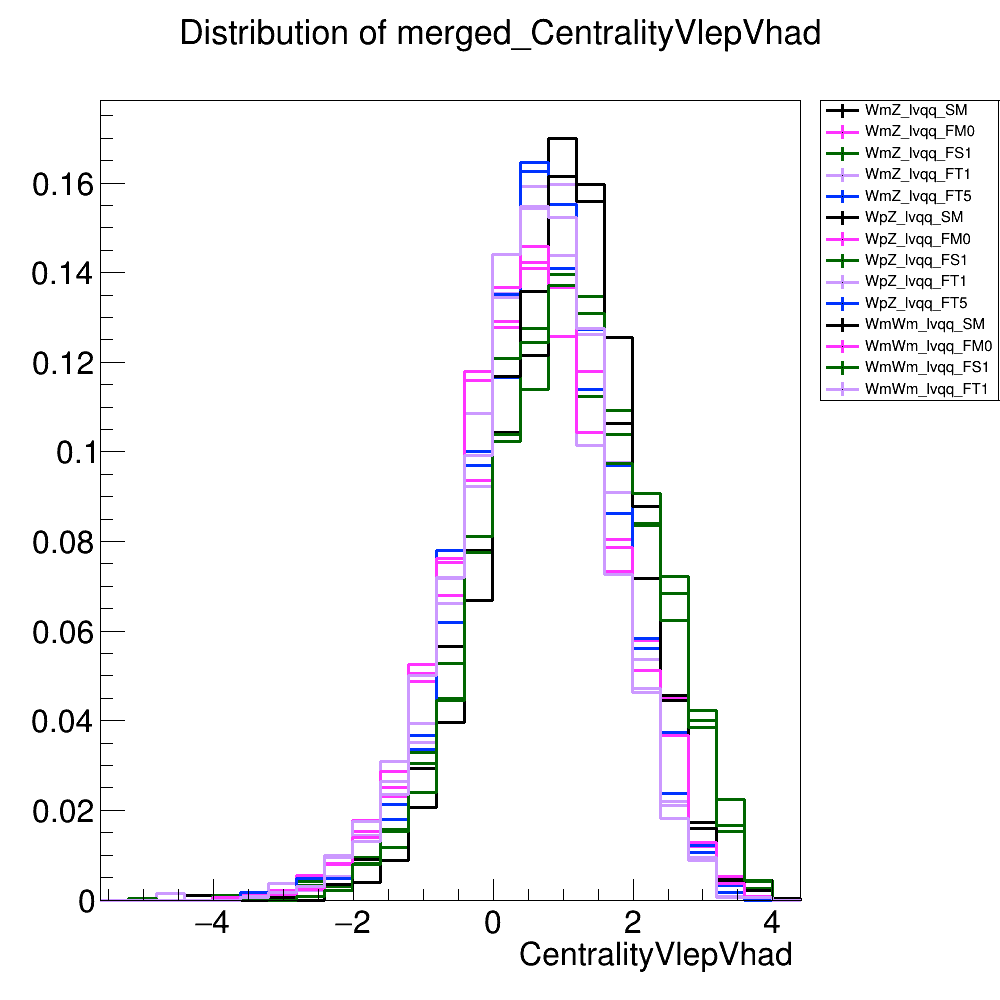 Distribution of merged_CentralityVlepVhad
WmZ_lvqq_SM
WmZ_lvqq_FM0
WmZ_lvqq_FS1
WmZ_lvqq_FT1
WmZ_lvqq_FT5
WpZ_lvqq_SM
WpZ_lvqq_FM0
WpZ_lvqq_FS1
WpZ_lvqq_FT1
WpZ_lvqq_FT5
WmWm_lvqq_SM
WmWm_lvqq_FM0
WmWm_lvqq_FS1
WmWm_lvqq_FT1
0.16
0.14
0.12
0.1
0.08
0.06
0.04
0.02
0
−4 −2 0 2 4
CentralityVlepVhad